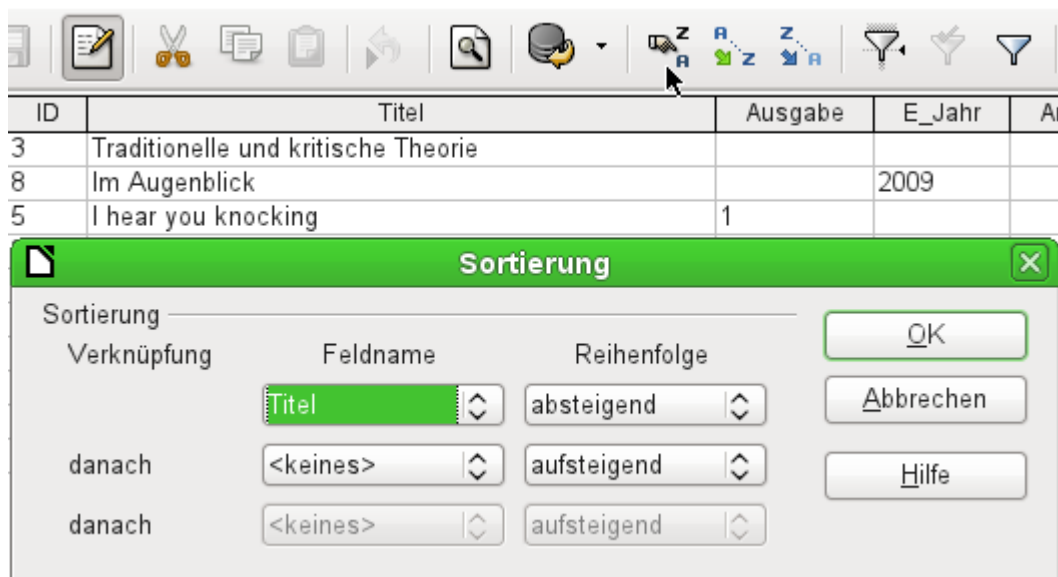 ID Titel Ausgabe E_Jahr
3 Traditionelle und kritische Theorie
8 Im Augenblick 2009
5 I hear you knocking 1
Sortierung
Sortierung
Verknüpfung Feldname Reihenfolge
OK
Titel absteigend
Abbrechen
danach <keines> aufsteigend
Hilfe
danach <keines> aufsteigend